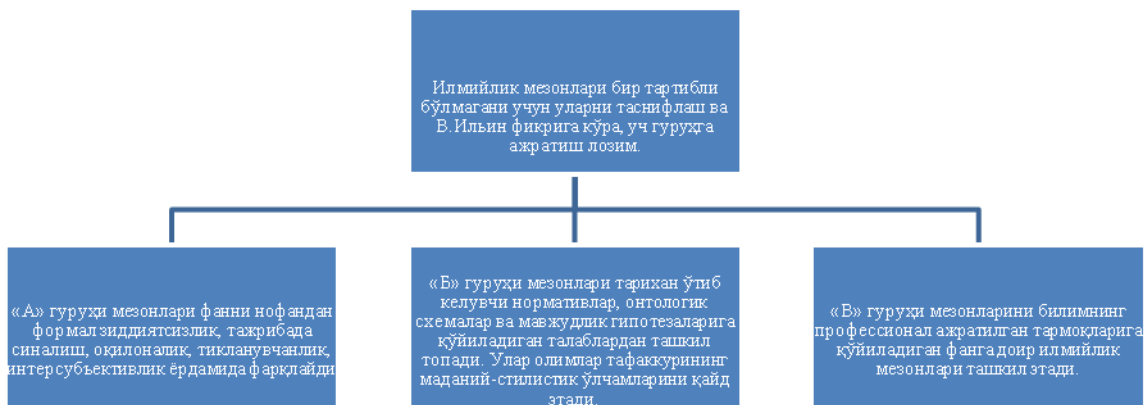 Илмийлик мезонлари бир тартибли
бўлмагани учун уларни таснифлаш ва
В.Ильин фикрига кўра, уч гуруҳга
ажратиш лозим.
«А» гуруҳи мезонлари фанни нофандан
формал зиддиятсизлик, тажрибада
синалиш, оқилоналик, тикланувчанлик,
интерсубъективлик ёрдамида фарқлайди
«Б» гуруҳи мезонлари тарихан ўтиб
келувчи нормативлар, онтологик
схемалар ва мавжудлик гипотезаларига
қўйиладиган талаблардан ташкил
топади. Улар олимлар тафаккурининг
маданий-стилистик ўлчамларини қайд
этади.
«В» гуруҳи мезонларини билимнинг
профессионал ажратилган тармоқларига
қўйиладиган фанга доир илмийлик
мезонлари ташкил этади.